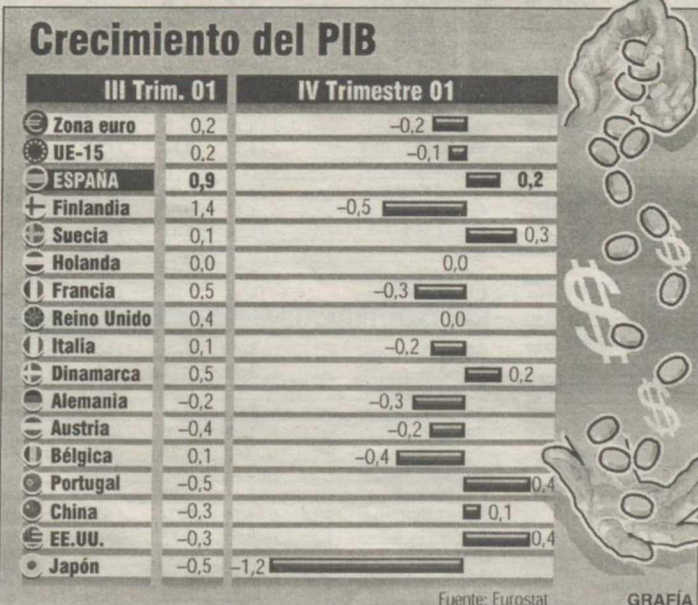 Crecimiento del PIB
III Trim. 01 IV Trimestre 01
Zona euro 0,2 –0,2
UE-15 0,2 –0,1
ESPAÑA 0,9 0,2
Finlandia 1,4 –0,5
Suecia 0,1 0,3
Holanda 0,0 0,0
Francia 0,5 –0,3
Reino Unido 0,4 0,0
Italia 0,1 –0,2
Dinamarca 0,5 0,2
Alemania –0,2 –0,3
Austria –0,4 –0,2
Bélgica 0,1 –0,4
Portugal –0,5 0,4
China –0,3 0,1
EE.UU. –0,3 0,4
Japón –0,5 –1,2
Fuente: Eurostat GRAFÍA